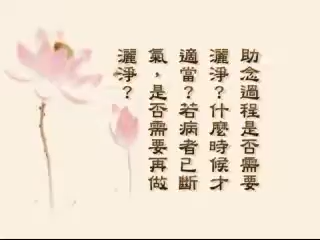 助念過程是否需要
灑淨？什麼時候才
適當？若病者已斷
氣，是否需要再做
灑淨？